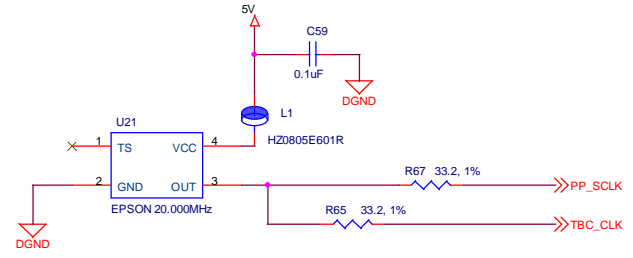 5V
C59
0.1uF
DGND
L1
HZ0805E601R
U21
1 TS VCC 4
2 GND OUT 3
EPSON 20.000MHz
R67 33.2, 1%
PP_SCLK
R65 33.2, 1%
TBC_CLK
DGND